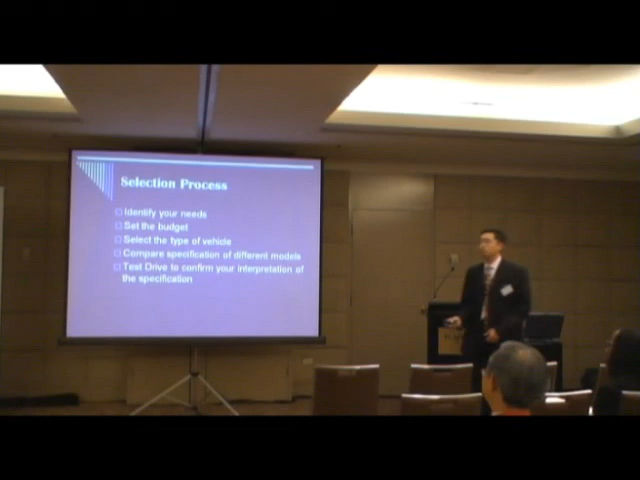 Selection Process
Identify your needs
Set the budget
Select the type of vehicle
Compare specification of different models
Test Drive to confirm your interpretation of
the specification